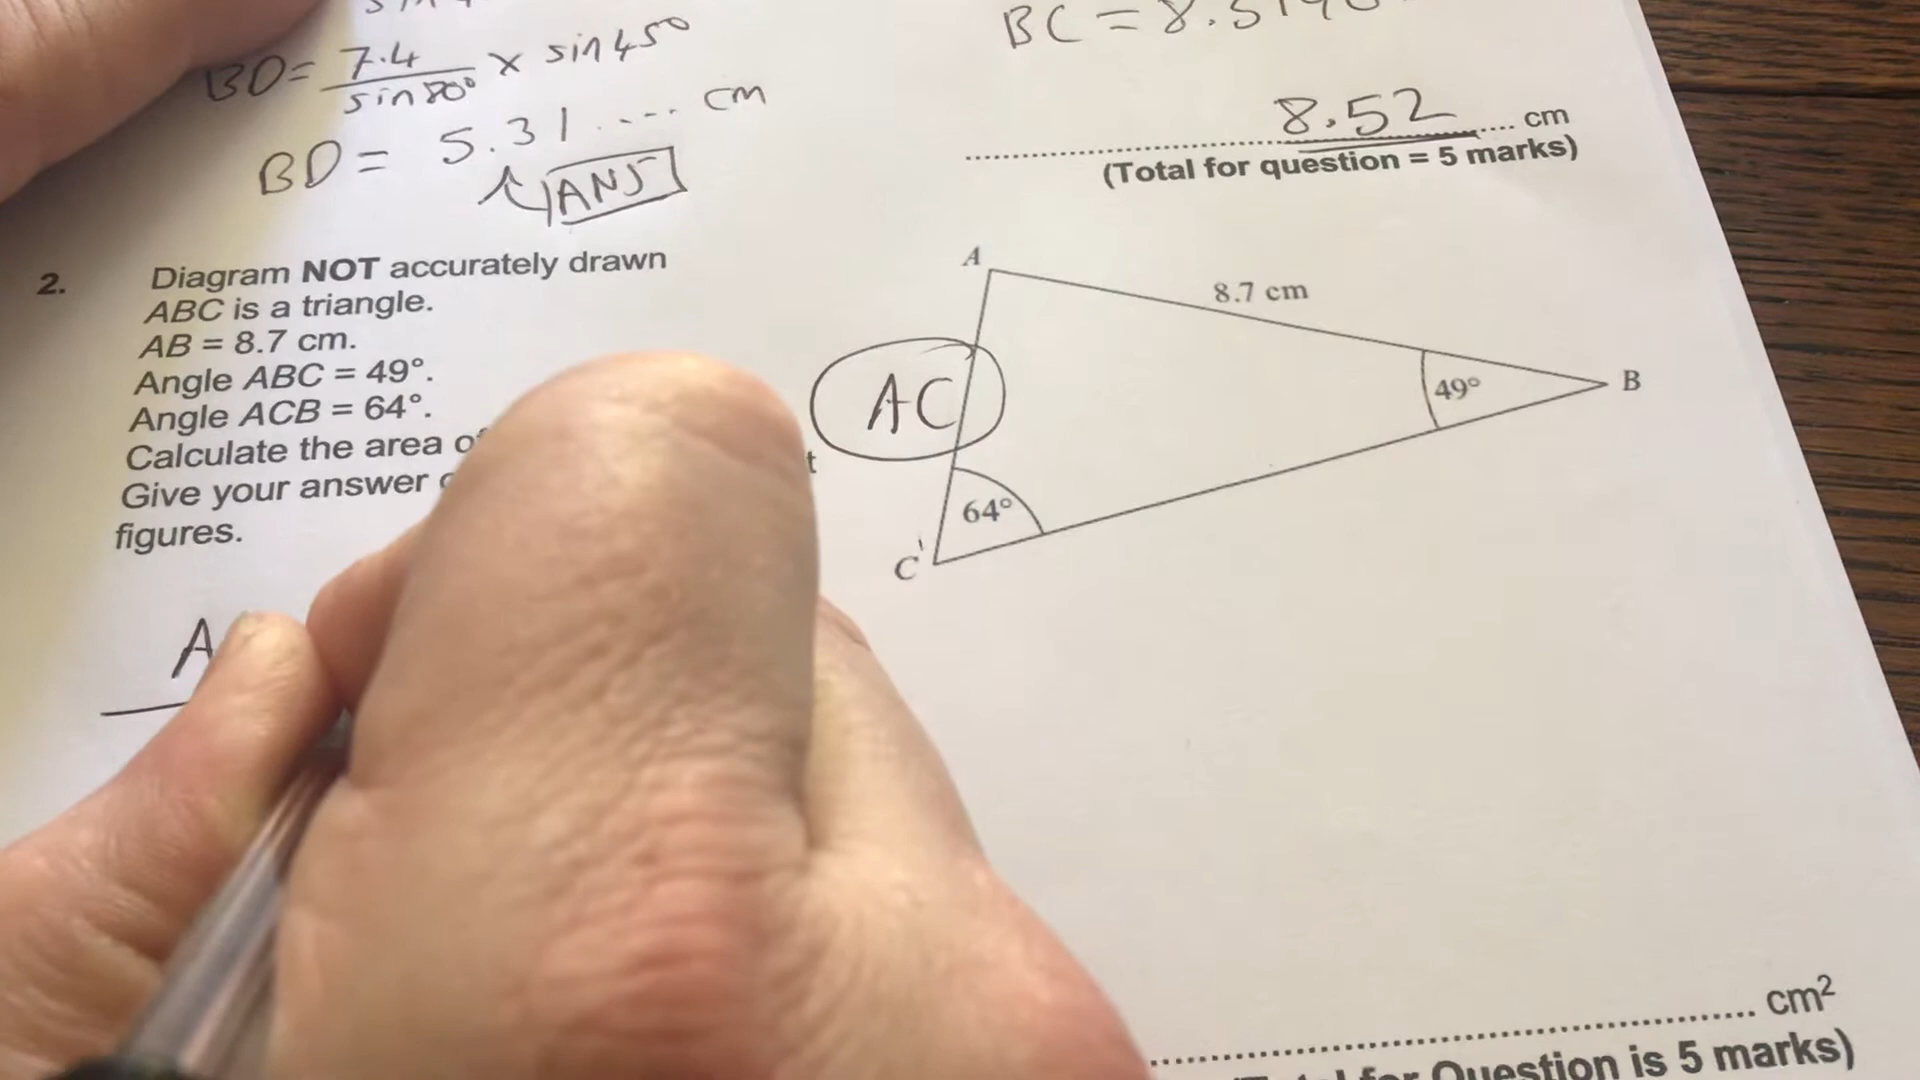 BD = 7.4 / sin80° × sin 45°
BD = 5.31 .... cm
ANS
BC = 8.51
8.52 cm
(Total for question = 5 marks)
2. Diagram NOT accurately drawn
ABC is a triangle.
AB = 8.7 cm.
Angle ABC = 49°.
Angle ACB = 64°.
Calculate the area
Give your answer
figures.
A
A
8.7 cm
AC
49°
B
64°
C
cm²
Question is 5 marks)